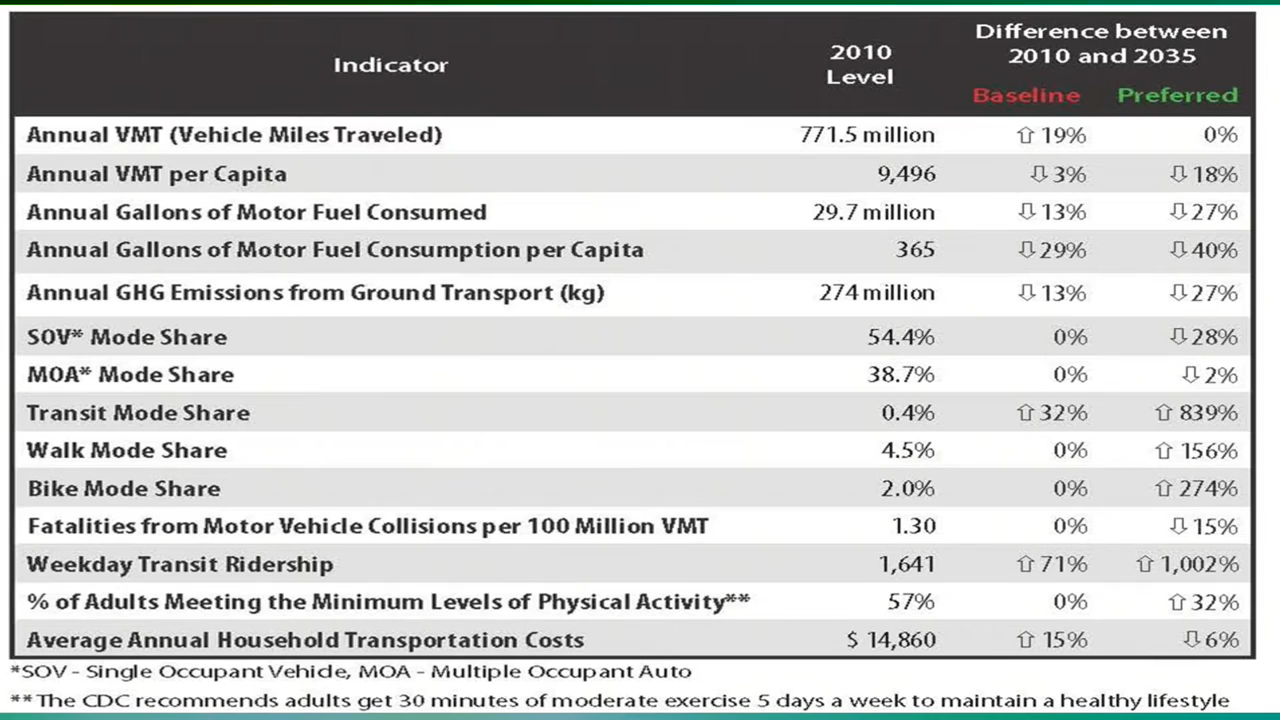 Indicator
2010
Level
Difference between
2010 and 2035
Baseline Preferred
Annual VMT (Vehicle Miles Traveled) 771.5 million ⇧ 19% 0%
Annual VMT per Capita 9,496 ⇩ 3% ⇩ 18%
Annual Gallons of Motor Fuel Consumed 29.7 million ⇩ 13% ⇩ 27%
Annual Gallons of Motor Fuel Consumption per Capita 365 ⇩ 29% ⇩ 40%
Annual GHG Emissions from Ground Transport (kg) 274 million ⇩ 13% ⇩ 27%
SOV* Mode Share 54.4% 0% ⇩ 28%
MOA* Mode Share 38.7% 0% ⇩ 2%
Transit Mode Share 0.4% ⇧ 32% ⇧ 839%
Walk Mode Share 4.5% 0% ⇧ 156%
Bike Mode Share 2.0% 0% ⇧ 274%
Fatalities from Motor Vehicle Collisions per 100 Million VMT 1.30 0% ⇩ 15%
Weekday Transit Ridership 1,641 ⇧ 71% ⇧ 1,002%
% of Adults Meeting the Minimum Levels of Physical Activity** 57% 0% ⇧ 32%
Average Annual Household Transportation Costs $ 14,860 ⇧ 15% ⇩ 6%
*SOV - Single Occupant Vehicle, MOA - Multiple Occupant Auto
** The CDC recommends adults get 30 minutes of moderate exercise 5 days a week to maintain a healthy lifestyle